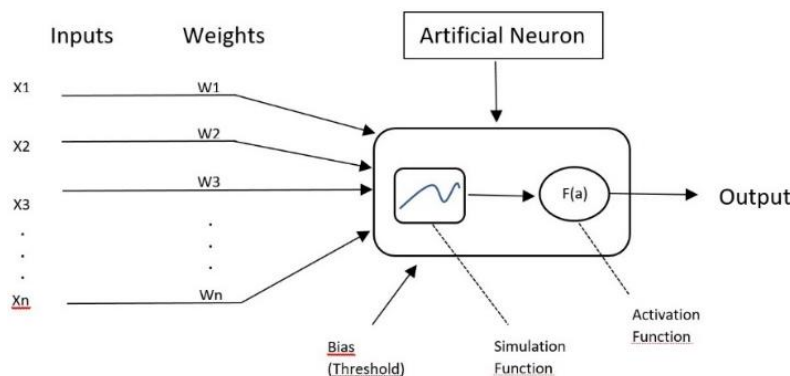 Inputs
Weights
Artificial Neuron
X1
W1
X2
W2
X3
W3
.
.
.
.
.
.
Xn
Wn
F(a)
Output
Bias
(Threshold)
Simulation
Function
Activation
Function